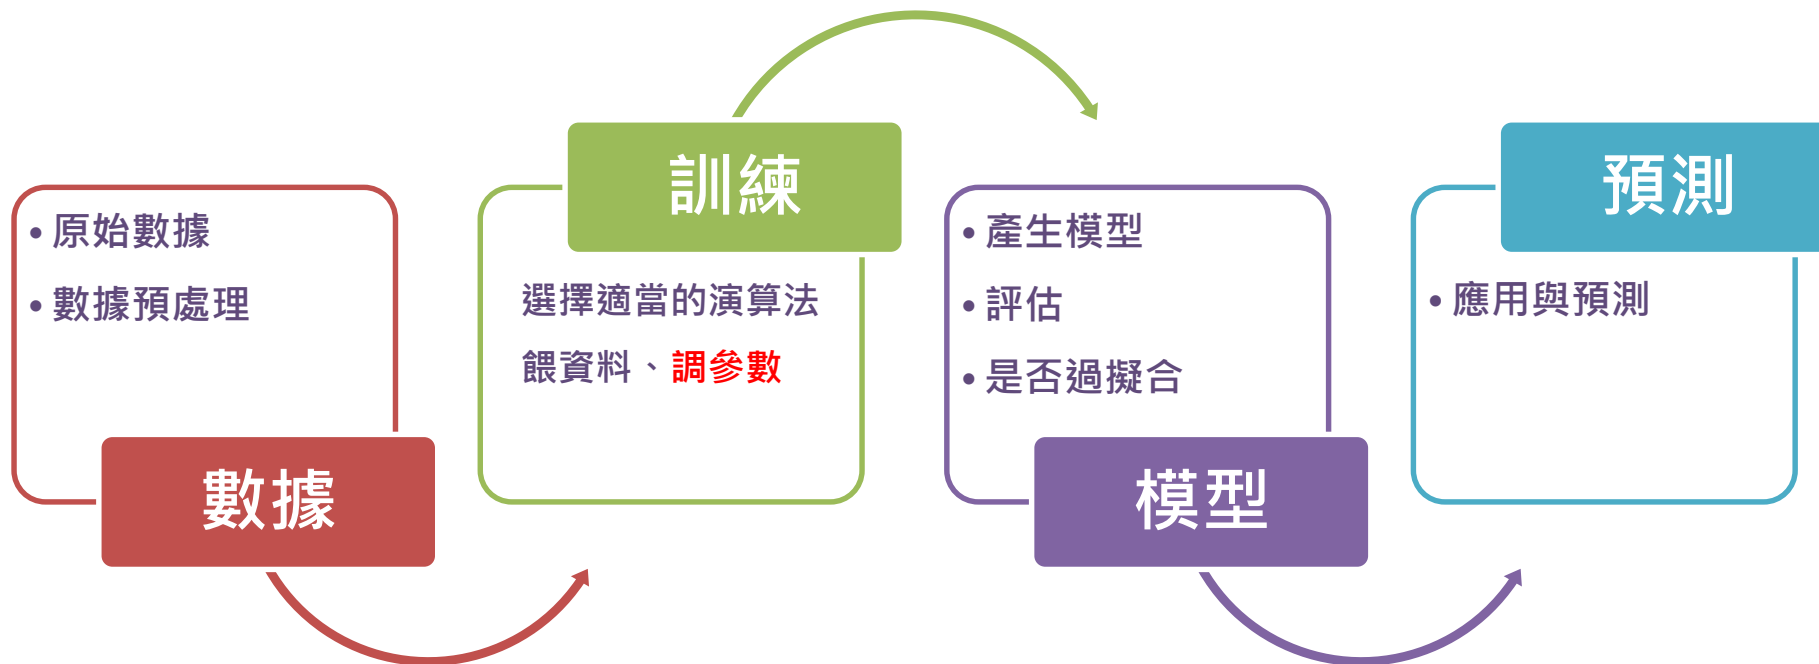 • 原始數據
• 數據預處理
數據
訓練
選擇適當的演算法
餵資料、調參數
• 產生模型
• 評估
• 是否過擬合
模型
預測
• 應用與預測